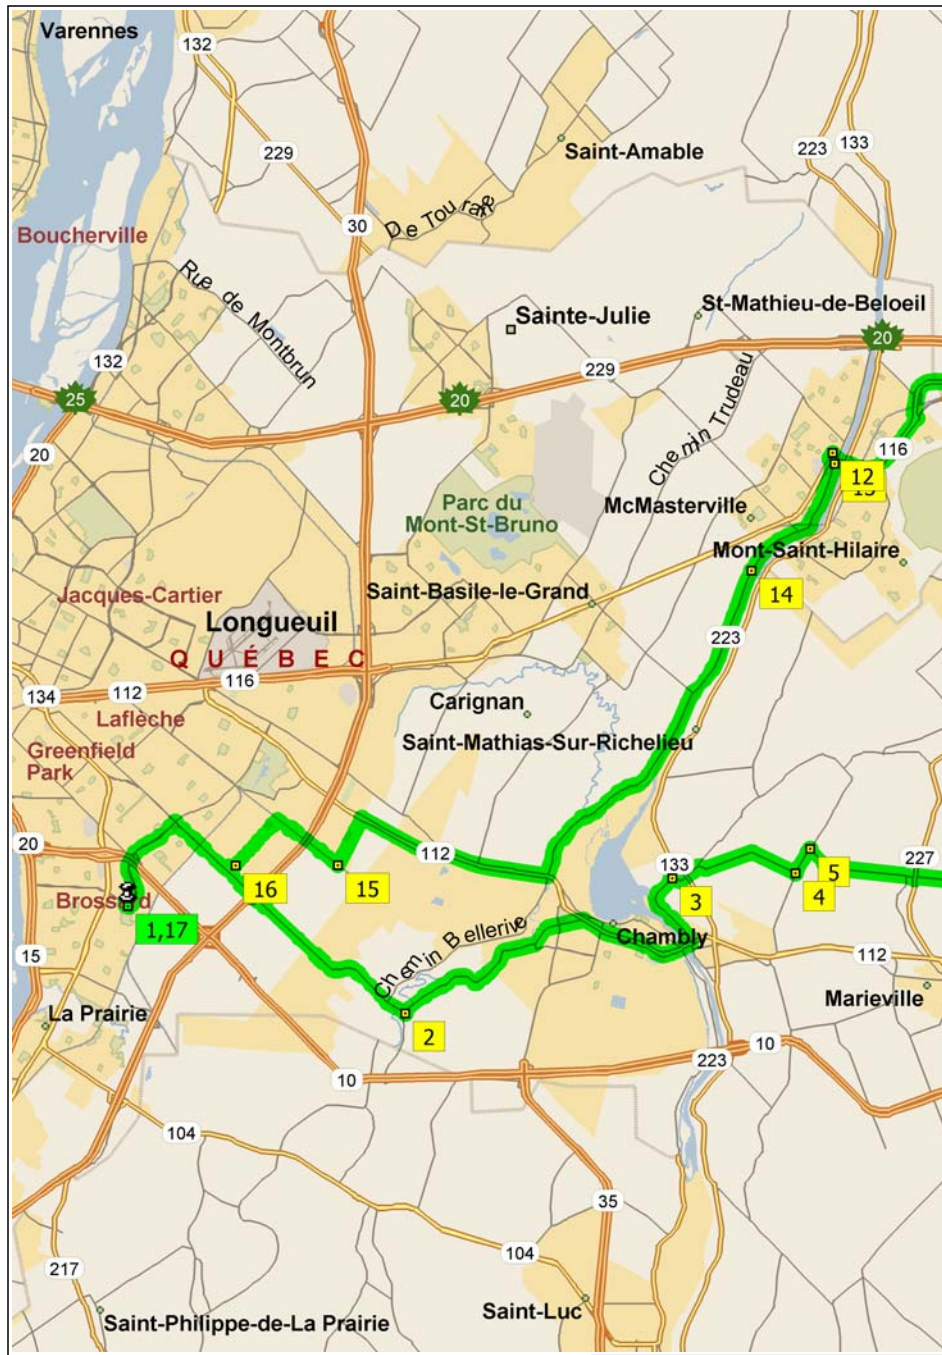 Varennes
132
229
Saint-Amable
223
133
De Touraine
Boucherville
30
Rue de Montbrun
St-Mathieu-de-Beloeil
Sainte-Julie
20
132
229
25
20
Chemin Trudeau
20
116
12
13
Parc du
Mont-St-Bruno
McMasterville
Mont-Saint-Hilaire
Jacques-Cartier
Saint-Basile-le-Grand
14
Longueuil
223
QUÉBEC
116
134
112
Carignan
Laflèche
Saint-Mathias-Sur-Richelieu
Greenfield
Park
20
112
133
227
16
15
5
4
3
Brossard
1,17
Chemin Bellerive
Chambly
15
112
Marieville
La Prairie
2
10
223
10
104
35
104
217
Saint-Luc
Saint-Philippe-de-La Prairie